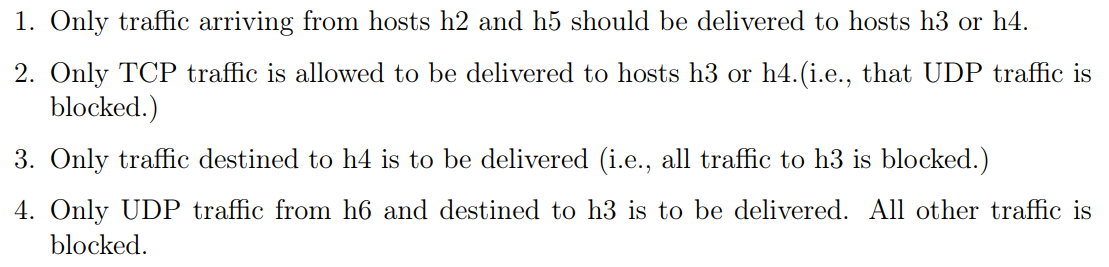 1. Only traffic arriving from hosts h2 and h5 should be delivered to hosts h3 or h4.
2. Only TCP traffic is allowed to be delivered to hosts h3 or h4.(i.e., that UDP traffic is
blocked.)
3. Only traffic destined to h4 is to be delivered (i.e., all traffic to h3 is blocked.)
4. Only UDP traffic from h6 and destined to h3 is to be delivered. All other traffic is
blocked.